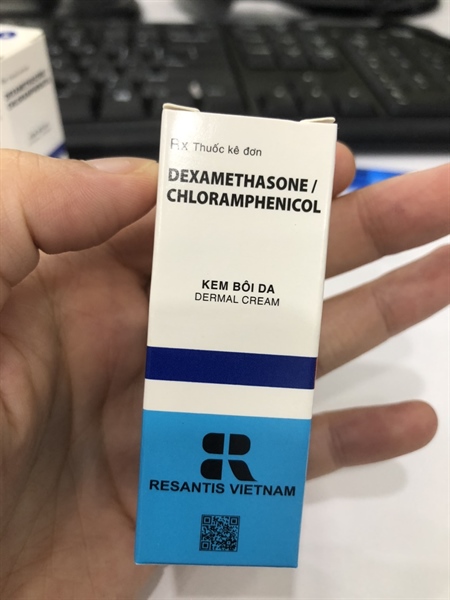 Rx Thuốc kê đơn
DEXAMETHASONE /
CHLORAMPHENICOL
KEM BÔI DA
DERMAL CREAM
RESANTIS VIETNAM